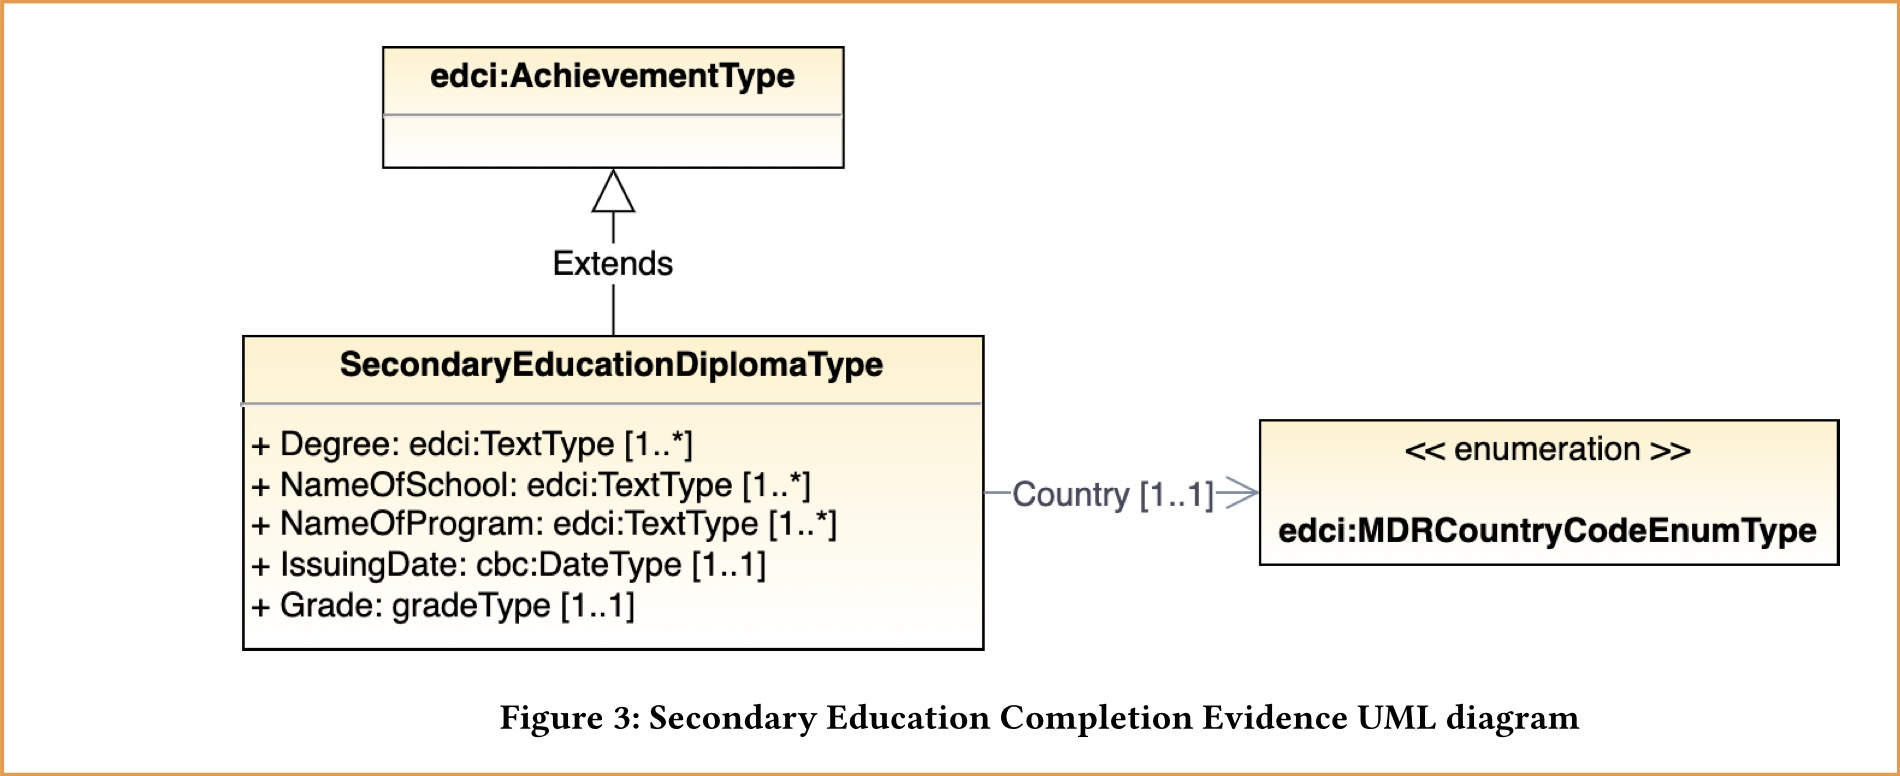 edci:AchievementType
Extends
SecondaryEducationDiplomaType
+ Degree: edci:TextType [1..*]
+ NameOfSchool: edci:TextType [1..*]
+ NameOfProgram: edci:TextType [1..*]
+ IssuingDate: cbc:DateType [1..1]
+ Grade: gradeType [1..1]
Country [1..1]
<< enumeration >>
edci:MDRCountryCodeEnumType
Figure 3: Secondary Education Completion Evidence UML diagram